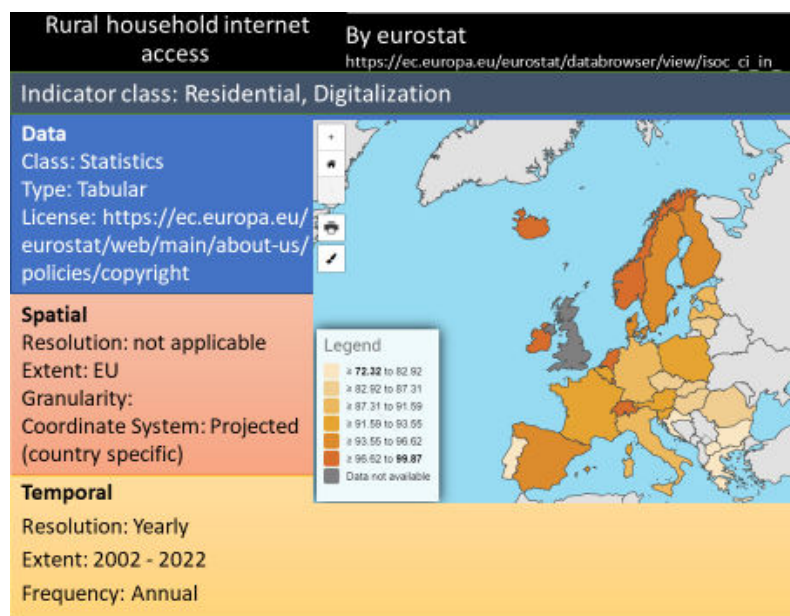 Rural household internet
access
By eurostat
https://ec.europa.eu/eurostat/databrowser/view/isoc_ci_in_
Indicator class: Residential, Digitalization
Data
Class: Statistics
Type: Tabular
License: https://ec.europa.eu/
eurostat/web/main/about-us/
policies/copyright
Spatial
Resolution: not applicable
Extent: EU
Granularity:
Coordinate System: Projected
(country specific)
Temporal
Resolution: Yearly
Extent: 2002 - 2022
Frequency: Annual
+
Legend
≥ 72.32 to 82.92
≥ 82.92 to 87.31
≥ 87.31 to 91.59
≥ 91.59 to 93.55
≥ 93.55 to 96.62
≥ 96.62 to 99.87
Data not available